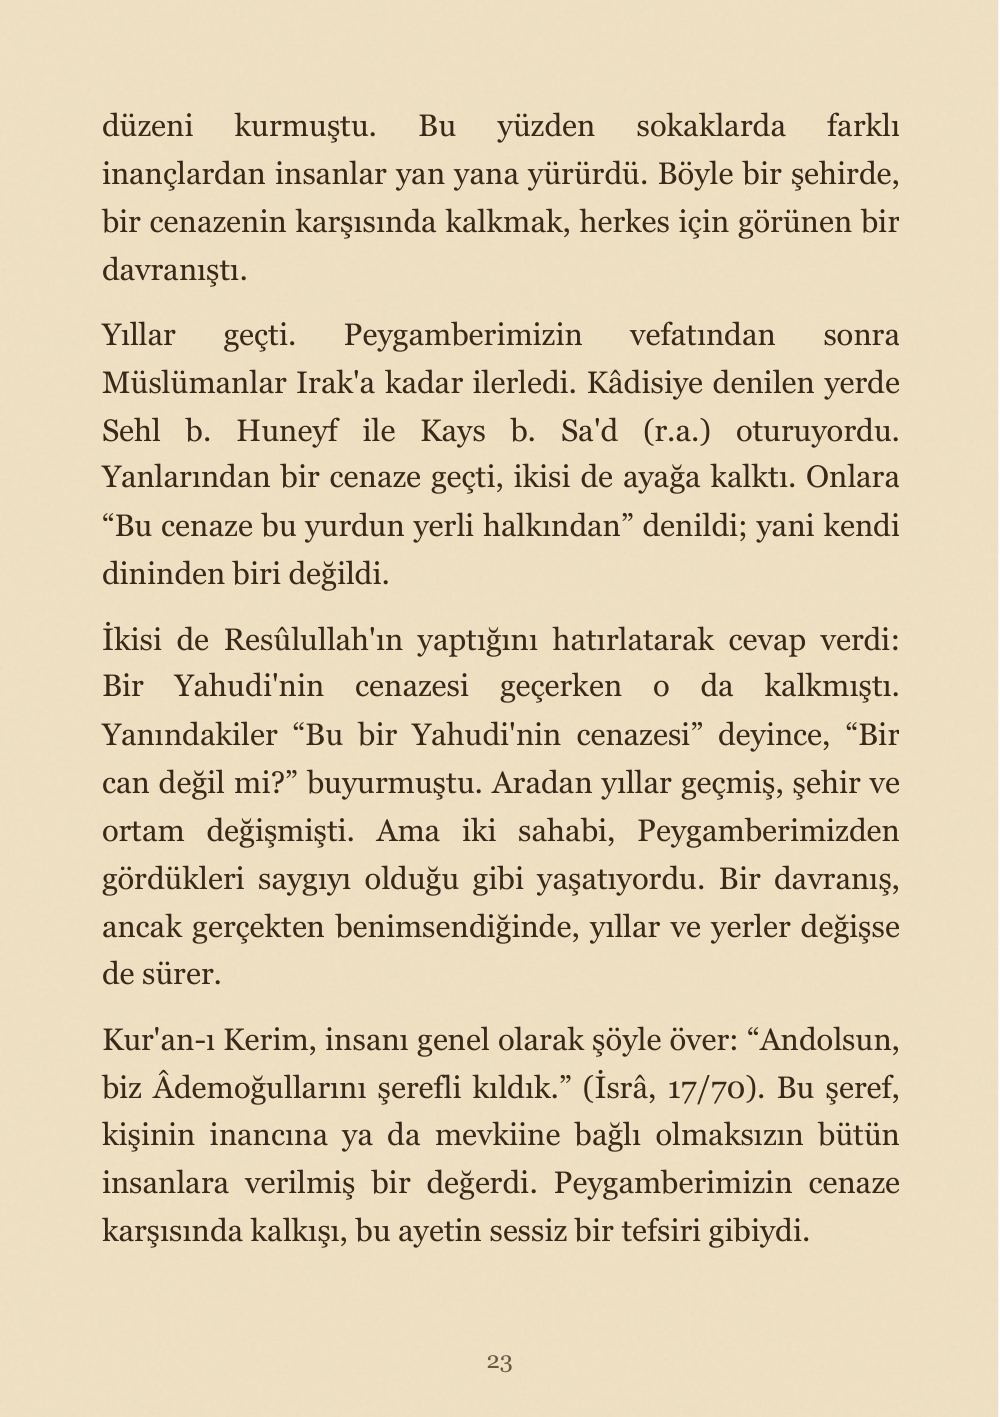 düzeni kurmuştu. Bu yüzden sokaklarda farklı
inançlardan insanlar yan yana yürürdü. Böyle bir şehirde,
bir cenazenin karşısında kalkmak, herkes için görünen bir
davranıştı.
Yıllar geçti. Peygamberimizin vefatından sonra
Müslümanlar Irak'a kadar ilerledi. Kâdisiye denilen yerde
Sehl b. Huneyf ile Kays b. Sa'd (r.a.) oturuyordu.
Yanlarından bir cenaze geçti, ikisi de ayağa kalktı. Onlara
“Bu cenaze bu yurdun yerli halkından” denildi; yani kendi
dininden biri değildi.
İkisi de Resûlullah'ın yaptığını hatırlatarak cevap verdi:
Bir Yahudi'nin cenazesi geçerken o da kalkmıştı.
Yanındakiler “Bu bir Yahudi'nin cenazesi” deyince, “Bir
can değil mi?” buyurmuştu. Aradan yıllar geçmiş, şehir ve
ortam değişmişti. Ama iki sahabi, Peygamberimizden
gördükleri saygıyı olduğu gibi yaşatıyordu. Bir davranış,
ancak gerçekten benimsendiğinde, yıllar ve yerler değişse
de sürer.
Kur'an-ı Kerim, insanı genel olarak şöyle över: “Andolsun,
biz Âdemoğullarını şerefli kıldık.” (İsrâ, 17/70). Bu şeref,
kişinin inancına ya da mevkiine bağlı olmaksızın bütün
insanlara verilmiş bir değerdi. Peygamberimizin cenaze
karşısında kalkışı, bu ayetin sessiz bir tefsiri gibiydi.
23